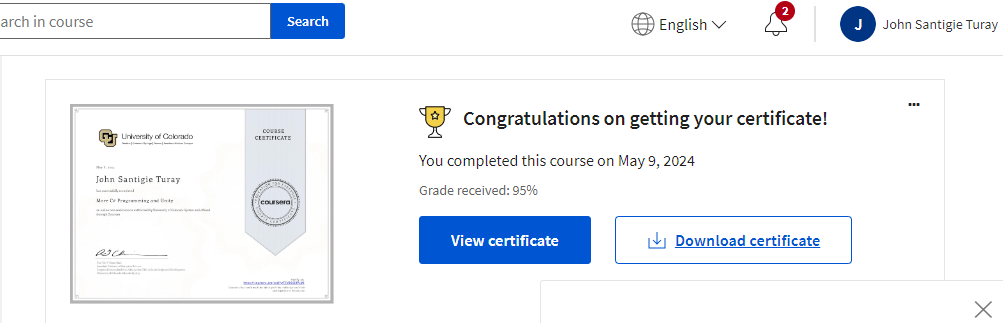 arch in course
Search
English
2
J
John Santigie Turay
University of Colorado
COURSE
CERTIFICATE
John Santigie Turay
More C# Programming and Unity
coursera
Congratulations on getting your certificate!
You completed this course on May 9, 2024
Grade received: 95%
View certificate
Download certificate